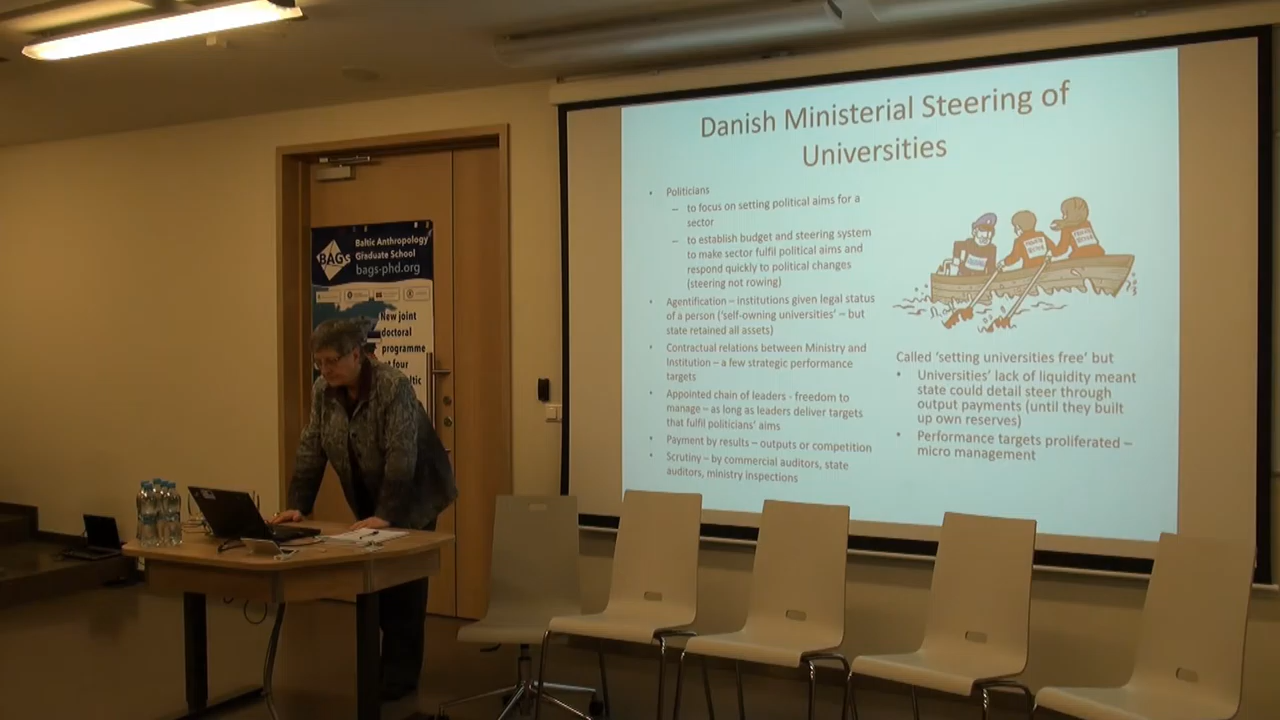 Baltic Anthropology
Graduate School
bags-phd.org
BAGS
New joint
doctoral
programme
Danish Ministerial Steering of
Universities
• Politicians
– to focus on setting political aims for a
sector
– to establish budget and steering system
to make sector fulfil political aims and
respond quickly to political changes
(steering not rowing)
• Agentification – institutions given legal status
of a person ('self-owning universities' – but
state retained all assets)
• Contractual relations between Ministry and
Institution – a few strategic performance
targets
• Appointed chain of leaders - freedom to
manage – as long as leaders deliver targets
that fulfil politicians' aims
• Payment by results – outputs or competition
• Scrutiny – by commercial auditors, state
auditors, ministry inspections
Called 'setting universities free' but
• Universities' lack of liquidity meant
state could detail steer through
output payments (until they built
up own reserves)
• Performance targets proliferated –
micro management